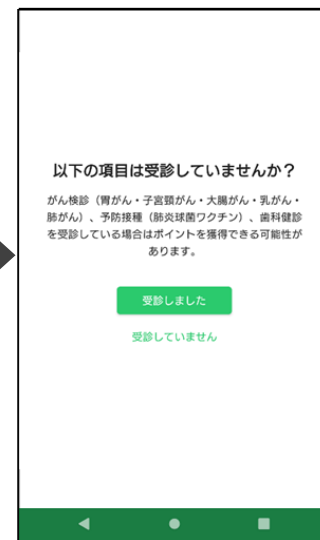 以下の項目は受診していませんか？
がん検診（胃がん・子宮頸がん・大腸がん・乳がん・
肺がん）、予防接種（肺炎球菌ワクチン）、歯科健診
を受診している場合はポイントを獲得できる可能性が
あります。
受診しました
受診していません